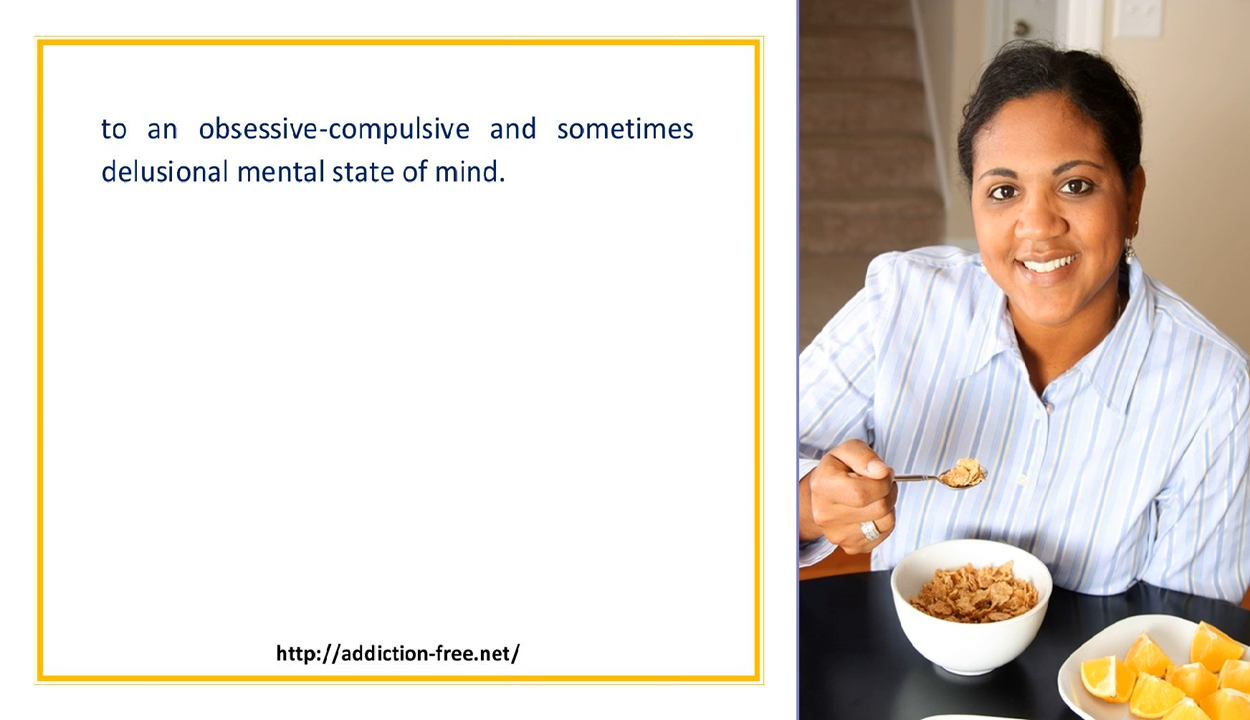 to an obsessive-compulsive and sometimes
delusional mental state of mind.
http://addiction-free.net/